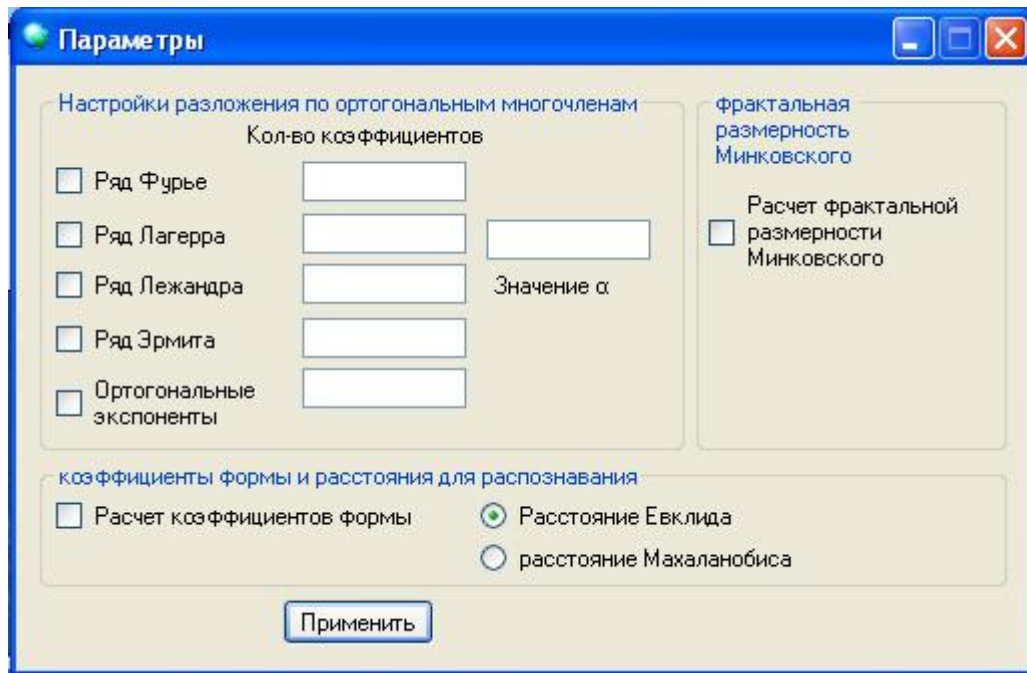 Параметры
Настройки разложения по ортогональным многочленам
Кол-во коэффициентов
Ряд Фурье
Ряд Лагерра
Ряд Лежандра
Значение α
Ряд Эрмита
Ортогональные
экспоненты
фрактальная
размерность
Минковского
Расчет фрактальной
размерности
Минковского
коэффициенты формы и расстояния для распознавания
Расчет коэффициентов формы
Расстояние Евклида
расстояние Махаланобиса
Применить